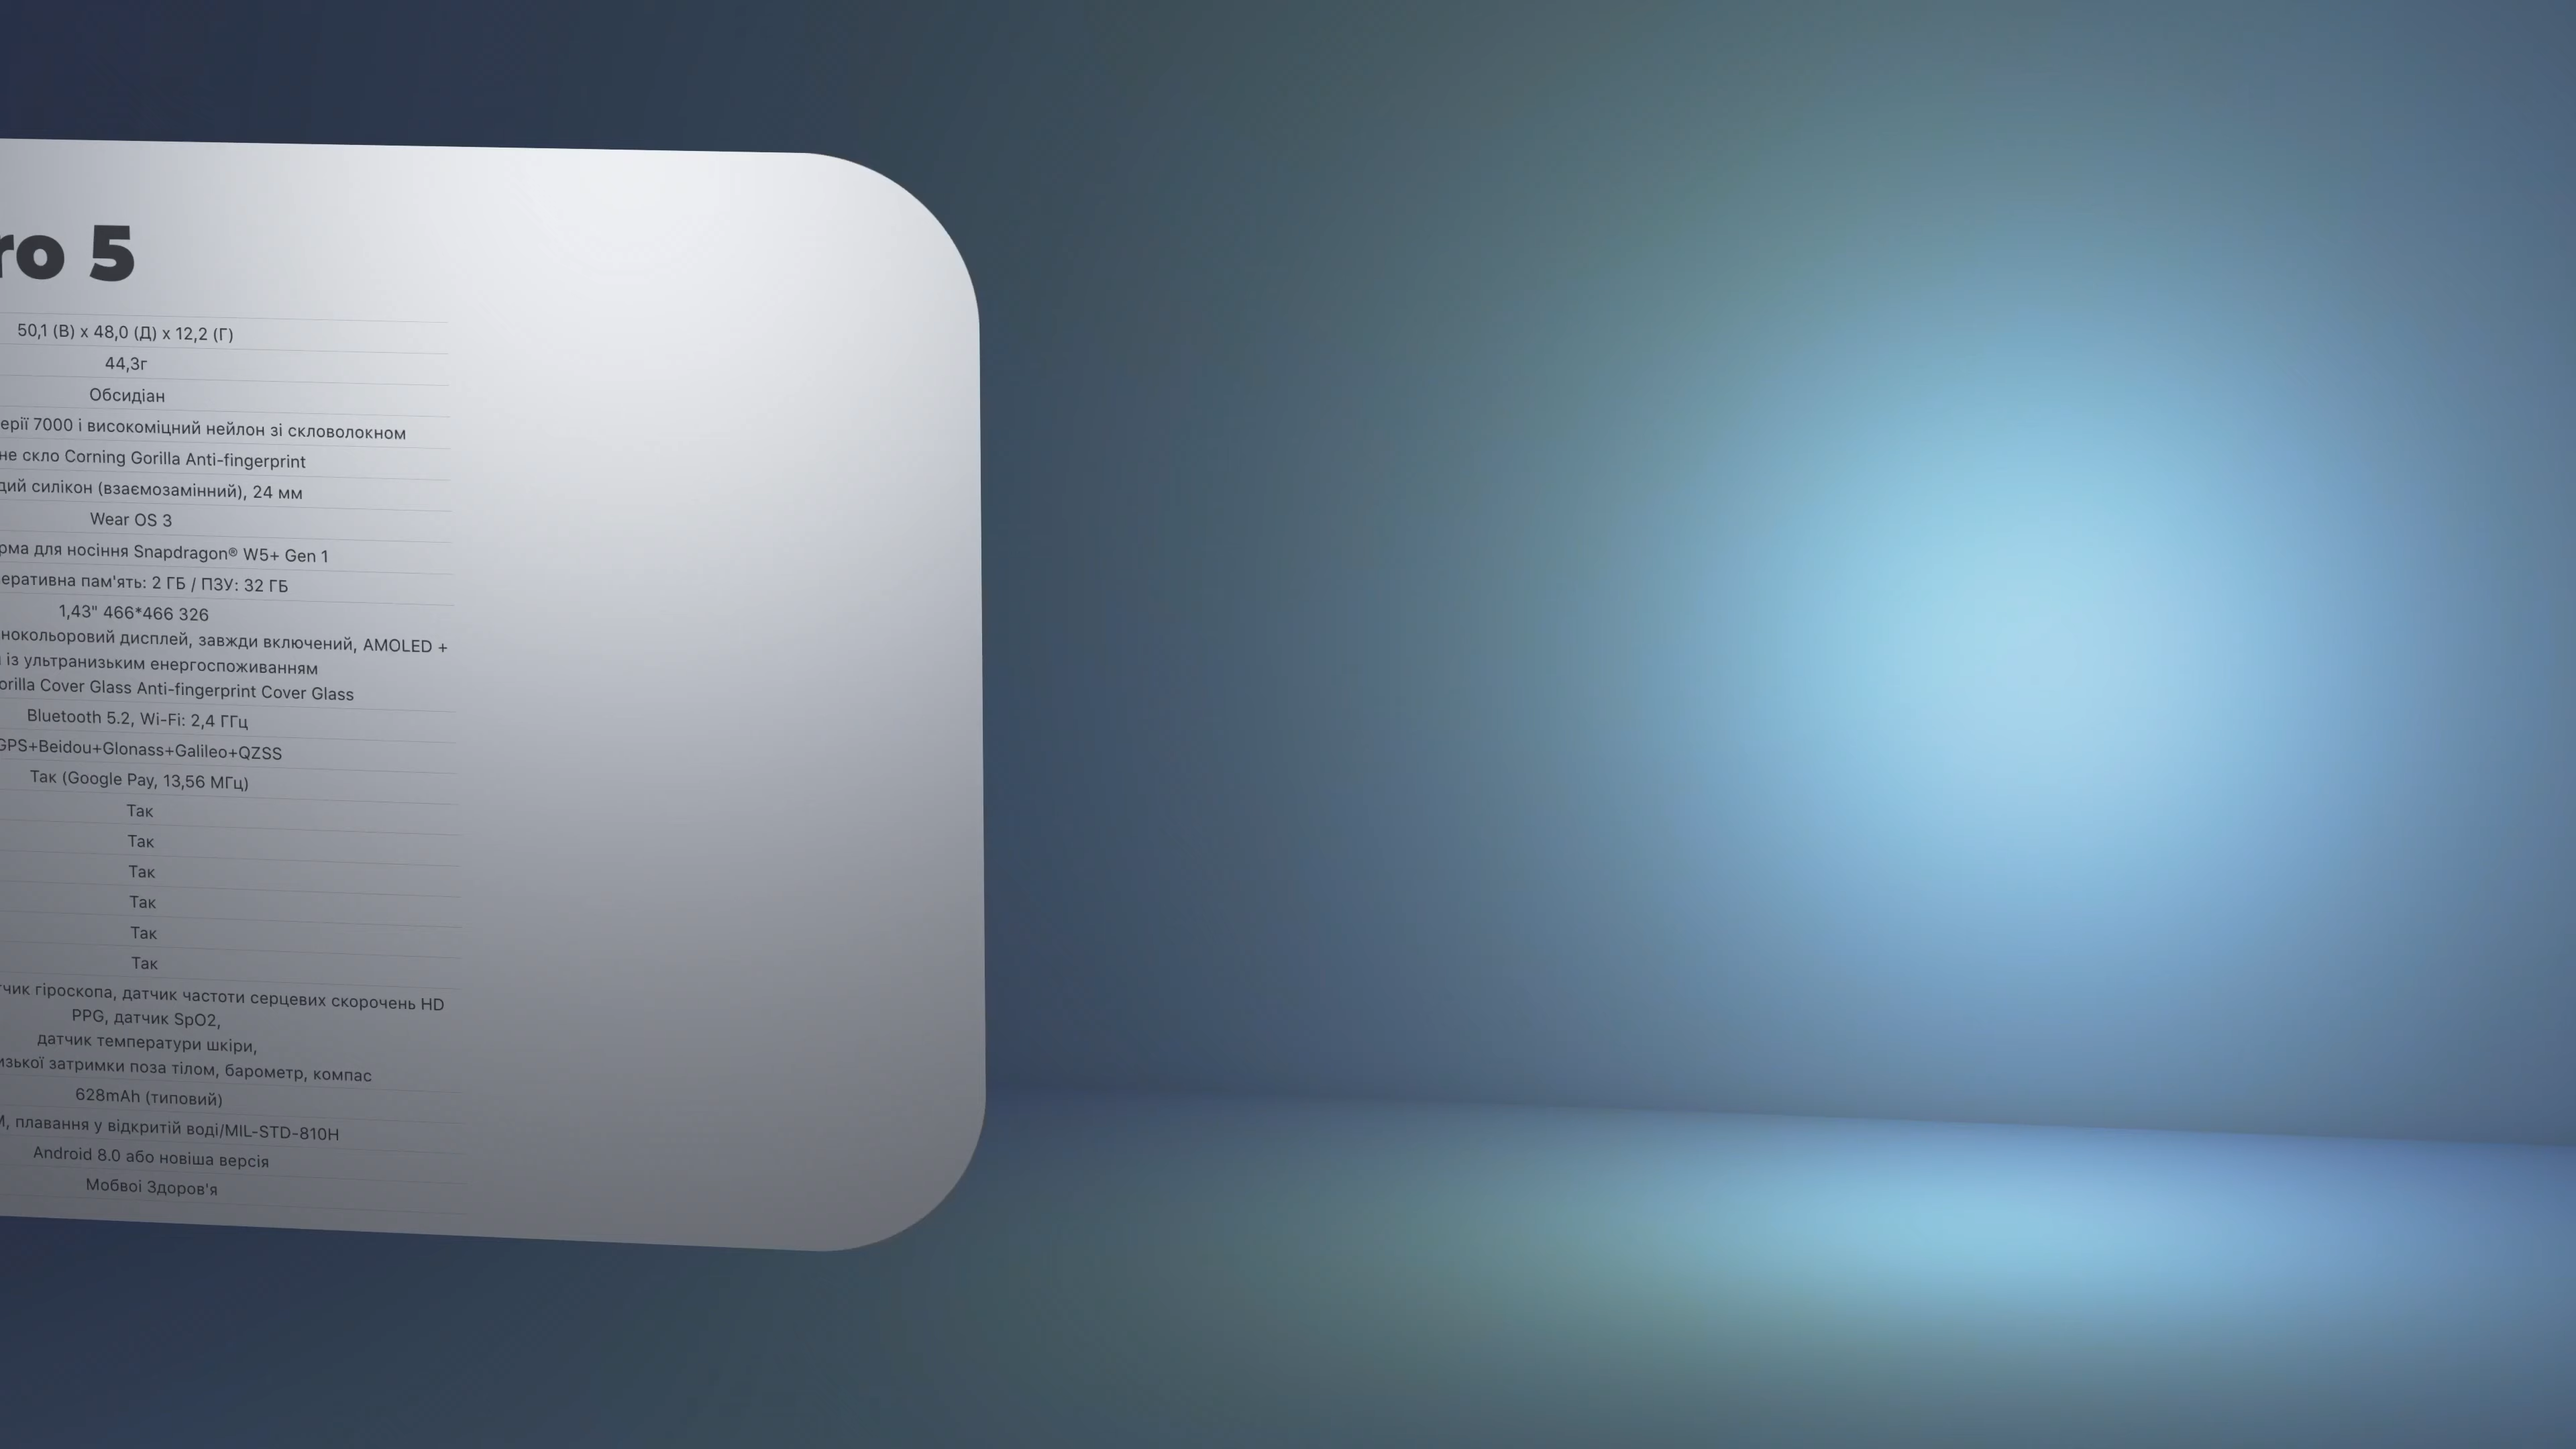 ro 5
50,1 (В) x 48,0 (Д) x 12,2 (Г)
44,3г
Обсидіан
ерії 7000 і високоміцний нейлон зі скловолокном
не скло Corning Gorilla Anti-fingerprint
дий силікон (взаємозамінний), 24 мм
Wear OS 3
рма для носіння Snapdragon® W5+ Gen 1
еративна пам'ять: 2 ГБ / ПЗУ: 32 ГБ
1,43" 466*466 326
нокольоровий дисплей, завжди включений, AMOLED +
із ультранизьким енергоспоживанням
orilla Cover Glass Anti-fingerprint Cover Glass
Bluetooth 5.2, Wi-Fi: 2,4 ГГц
GPS+Beidou+Glonass+Galileo+QZSS
Так (Google Pay, 13,56 МГц)
Так
Так
Так
Так
Так
Так
чик гіроскопа, датчик частоти серцевих скорочень HD
PPG, датчик SpO2,
датчик температури шкіри,
изької затримки поза тілом, барометр, компас
628mAh (типовий)
М, плавання у відкритій воді/MIL-STD-810H
Android 8.0 або новіша версія
Мобвоі Здоров'я